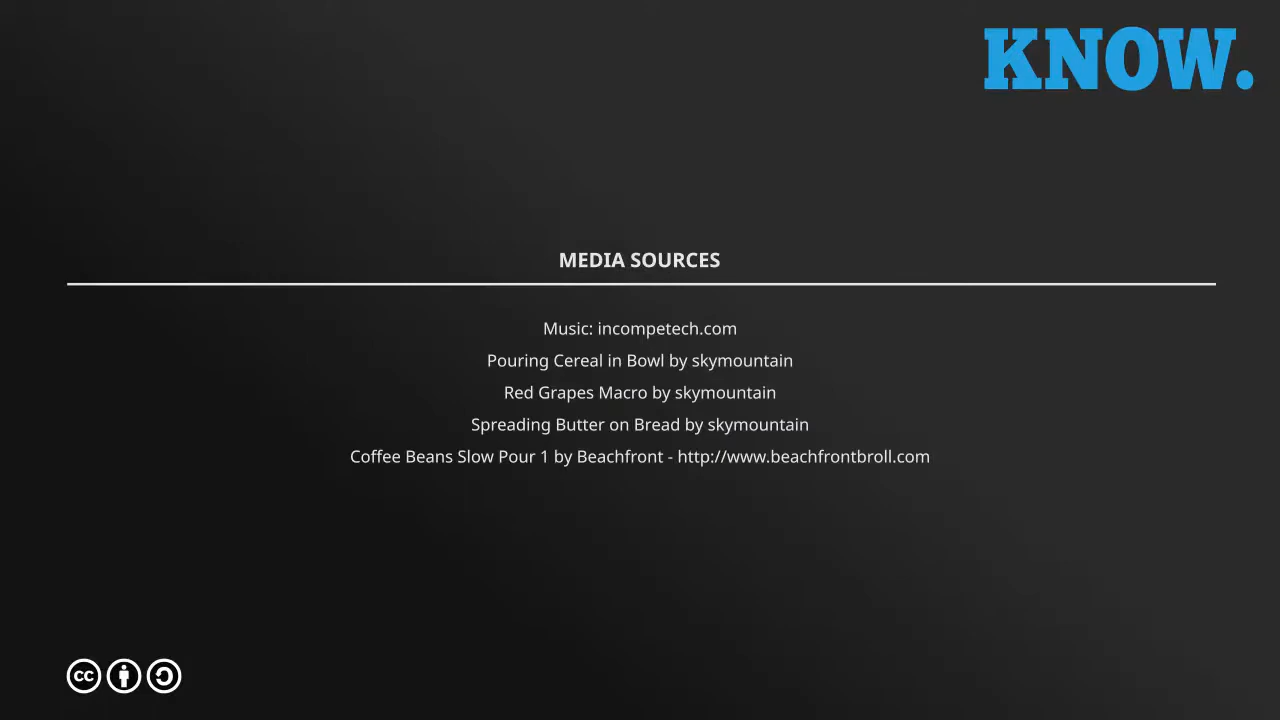 KNOW.
MEDIA SOURCES
Music: incompetech.com
Pouring Cereal in Bowl by skymountain
Red Grapes Macro by skymountain
Spreading Butter on Bread by skymountain
Coffee Beans Slow Pour 1 by Beachfront - http://www.beachfrontbroll.com
cc